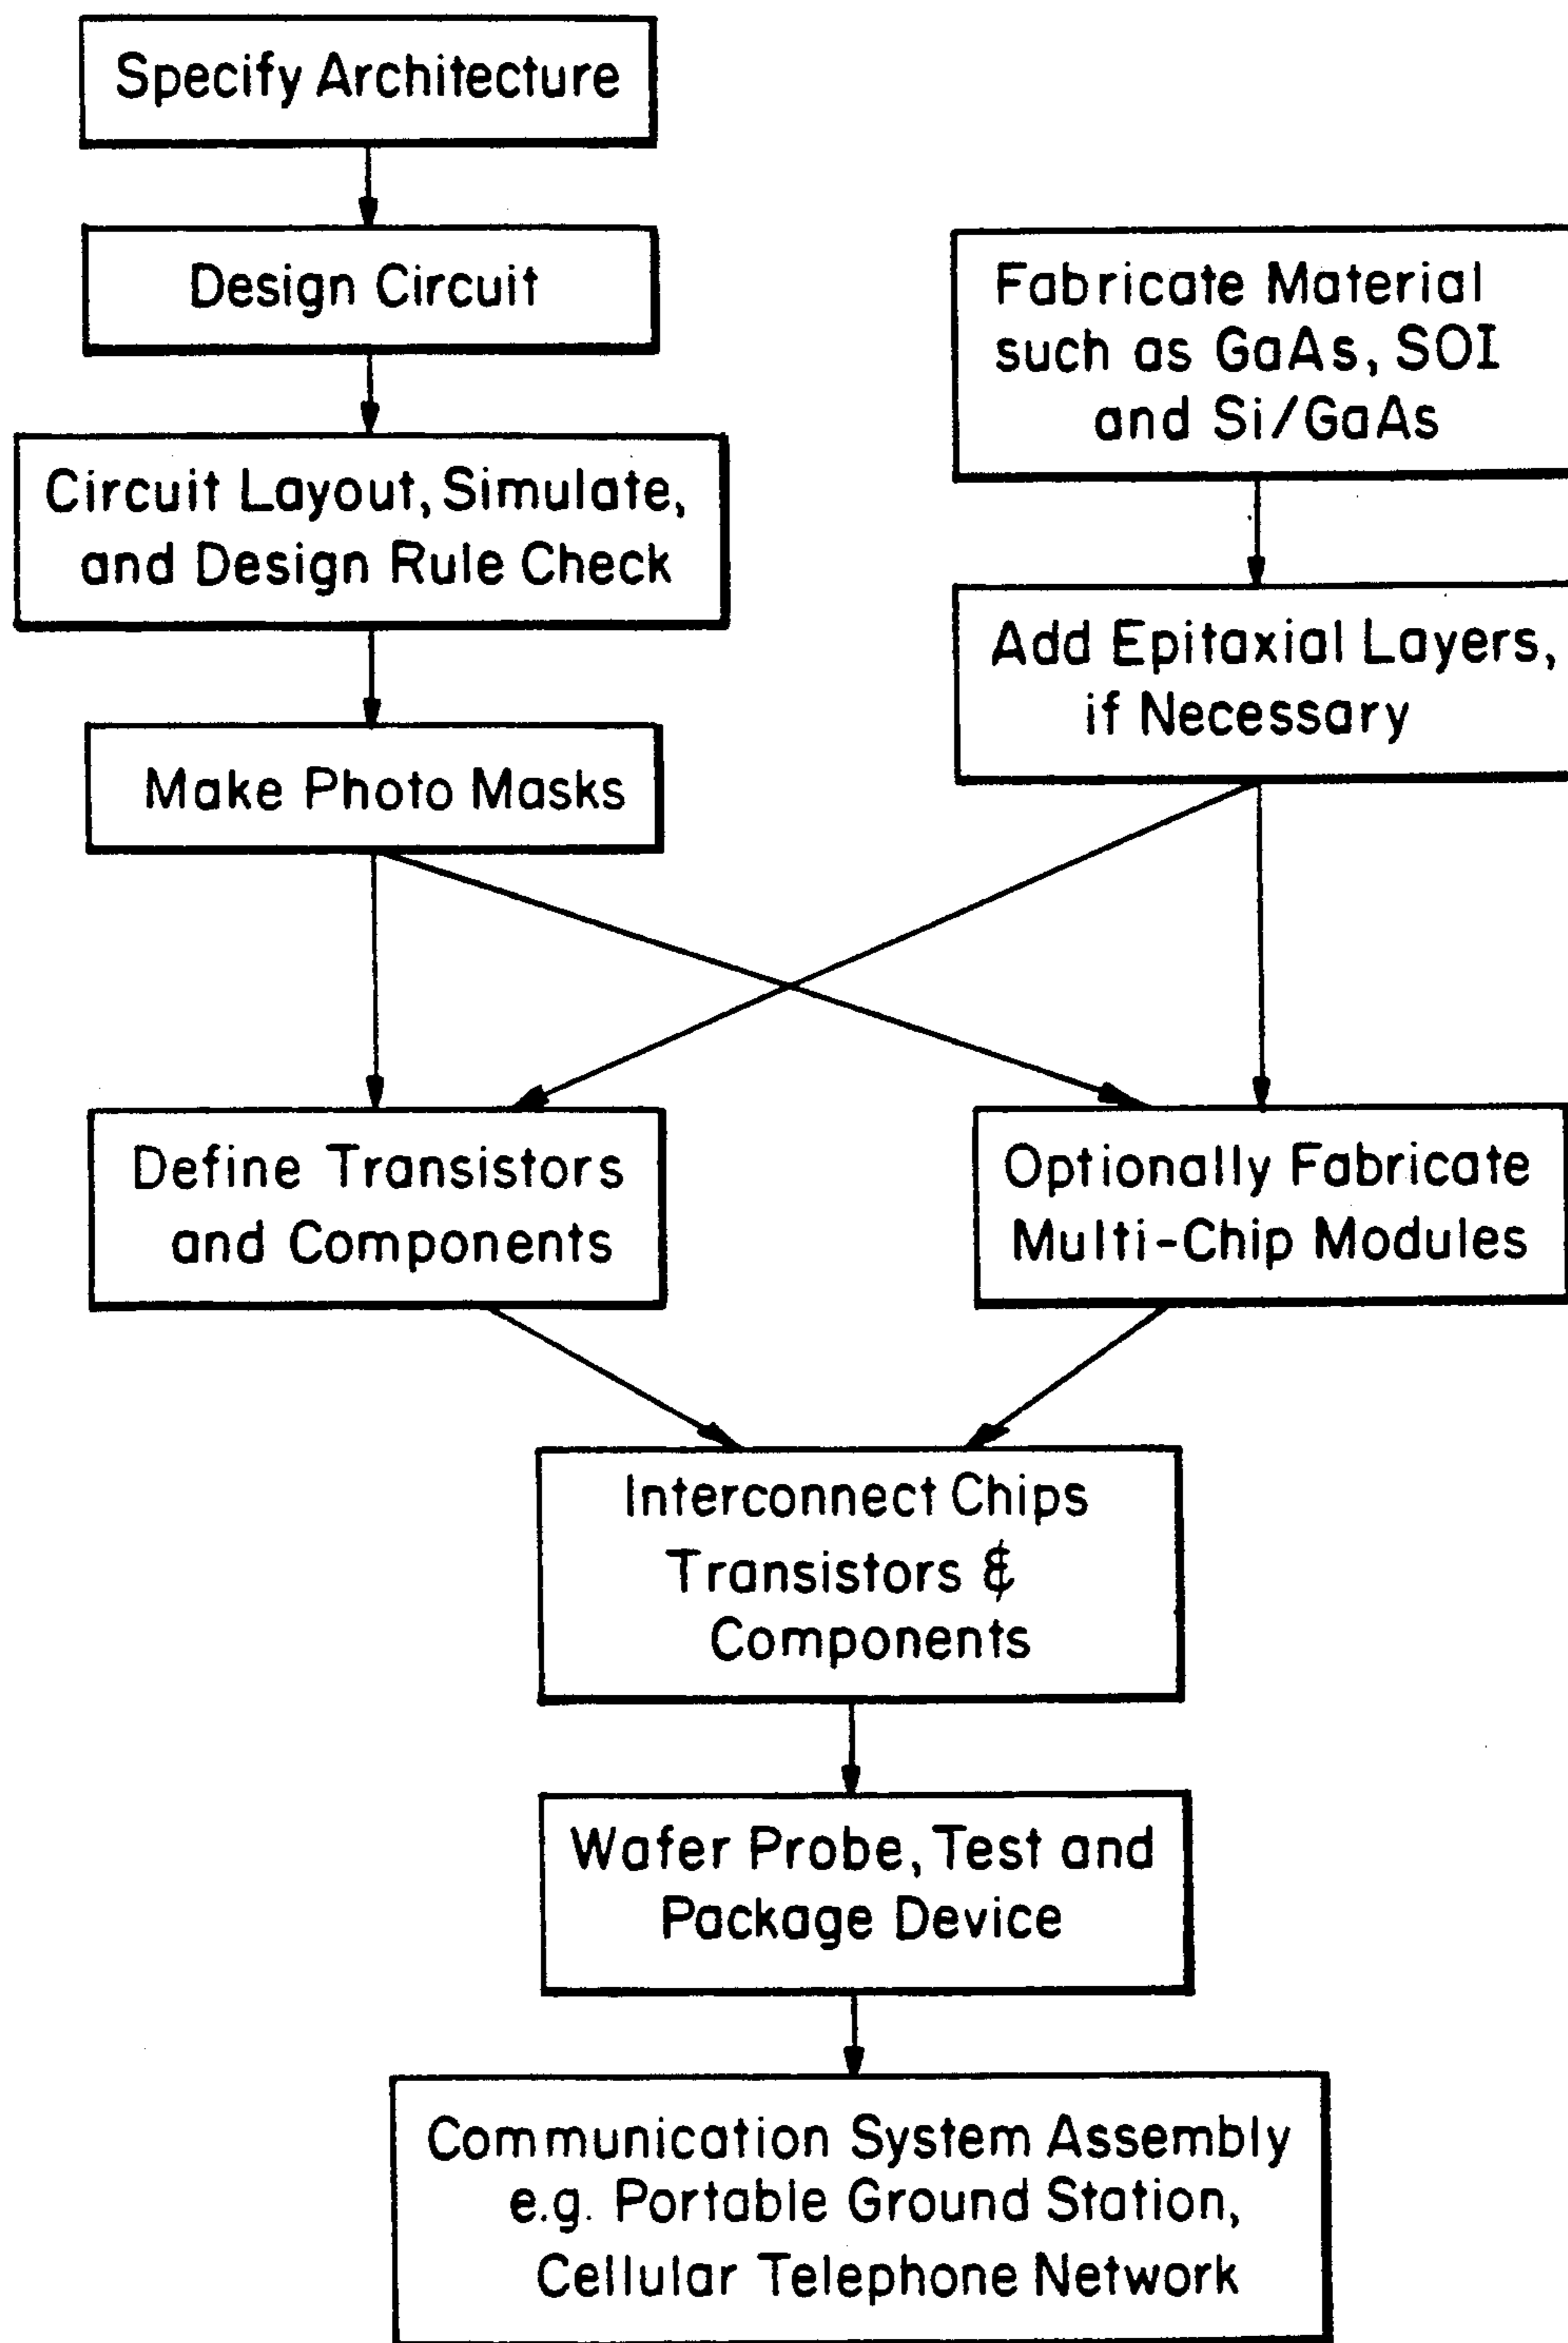 Specify Architecture
Design Circuit
Circuit Layout, Simulate,
and Design Rule Check
Make Photo Masks
Fabricate Material
such as GaAs, SOI
and Si/GaAs
Add Epitaxial Layers,
if Necessary
Define Transistors
and Components
Optionally Fabricate
Multi-Chip Modules
Interconnect Chips
Transistors &
Components
Wafer Probe, Test and
Package Device
Communication System Assembly
e.g. Portable Ground Station,
Cellular Telephone Network